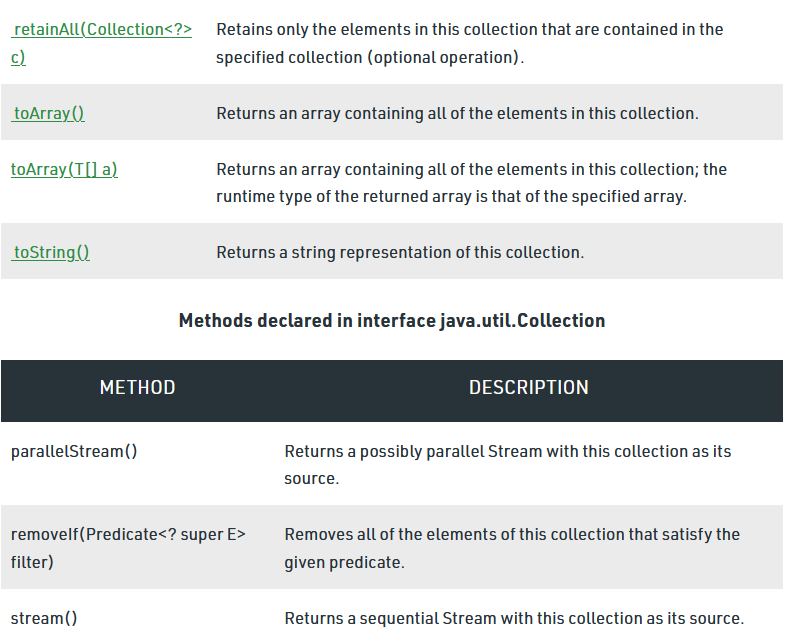 retainAll(Collection<?> Retains only the elements in this collection that are contained in the
c) specified collection (optional operation).
toArray() Returns an array containing all of the elements in this collection.
toArray(T[] a) Returns an array containing all of the elements in this collection; the
runtime type of the returned array is that of the specified array.
toString() Returns a string representation of this collection.
Methods declared in interface java.util.Collection
METHOD DESCRIPTION
parallelStream() Returns a possibly parallel Stream with this collection as its
source.
removeIf(Predicate<? super E> Removes all of the elements of this collection that satisfy the
filter) given predicate.
stream() Returns a sequential Stream with this collection as its source.